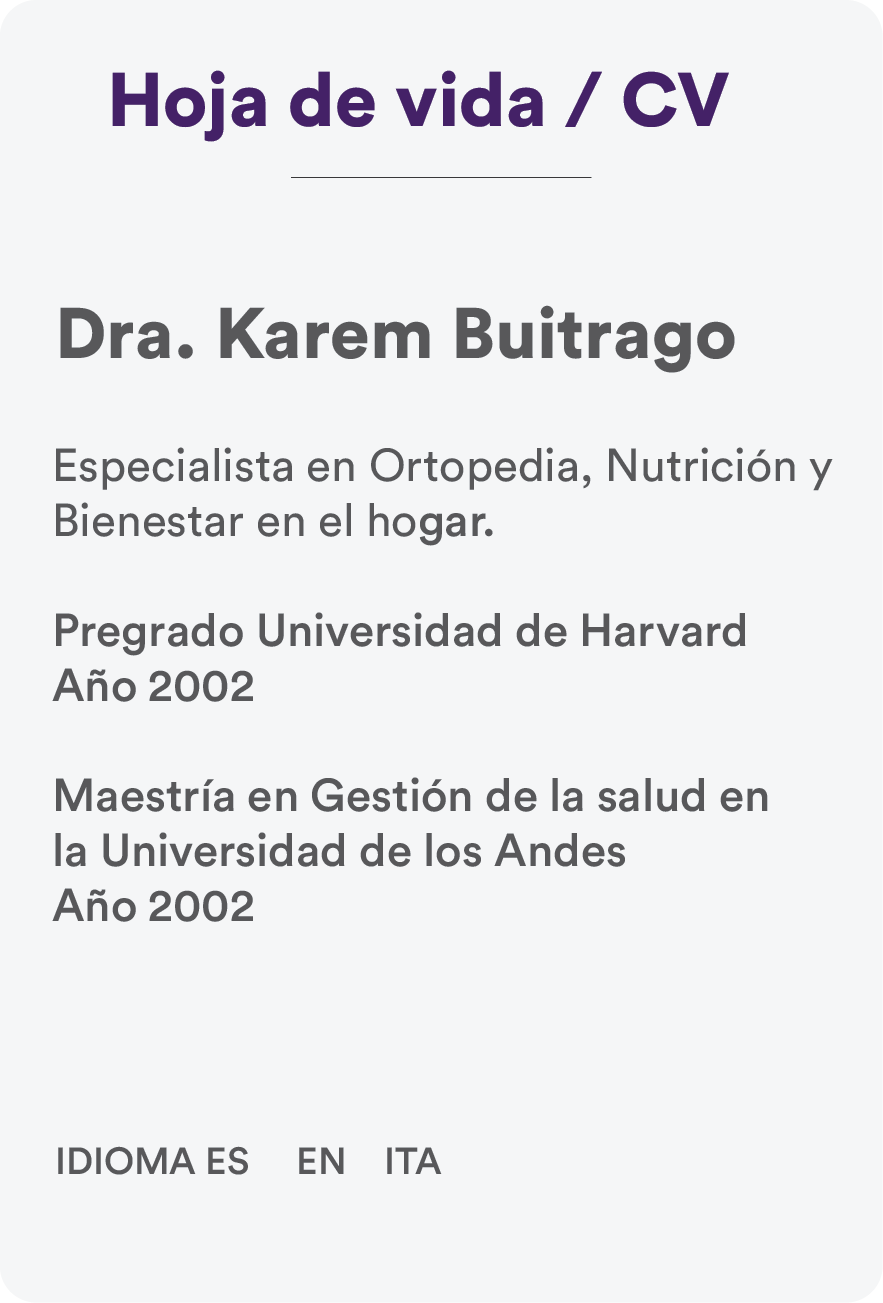 Hoja de vida / CV
Dra. Karem Buitrago
Especialista en Ortopedia, Nutrición y
Bienestar en el hogar.
Pregrado Universidad de Harvard
Año 2002
Maestría en Gestión de la salud en
la Universidad de los Andes
Año 2002
IDIOMA ES EN ITA